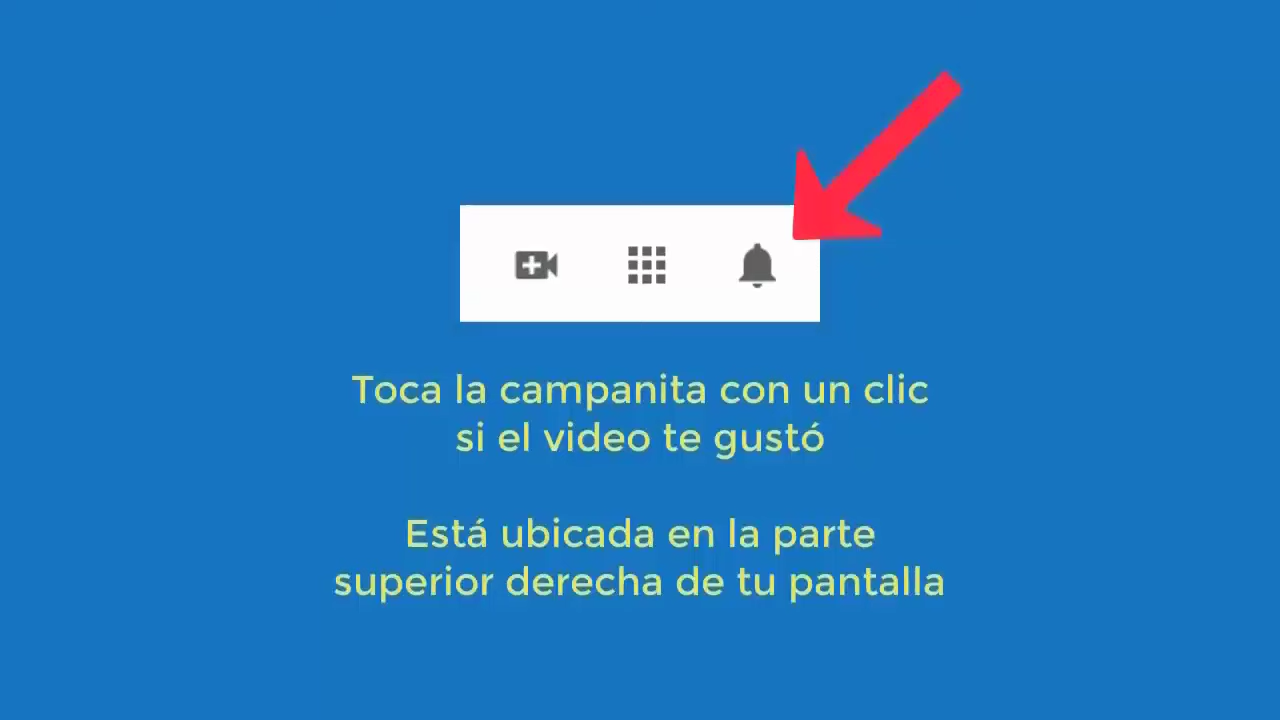 Toca la campanita con un clic
si el video te gustó
Está ubicada en la parte
superior derecha de tu pantalla